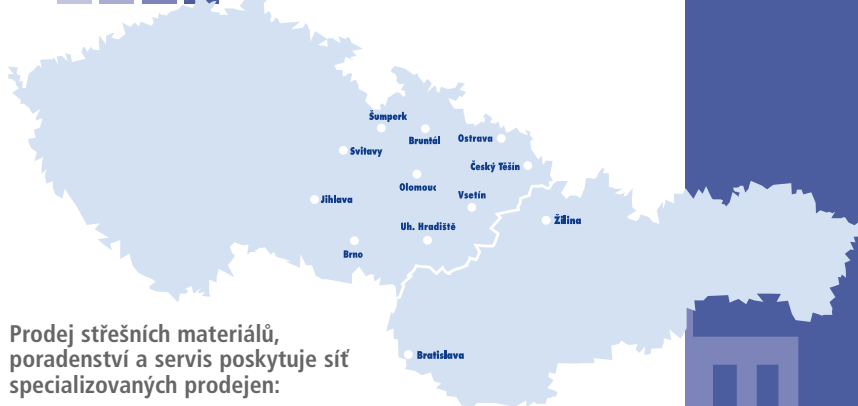 Šumperk
Bruntál
Ostrava
Svitavy
Český Těšín
Olomouc
Vsetín
Jihlava
Žilina
Uh. Hradiště
Brno
Bratislava
Prodej střešních materiálů,
poradenství a servis poskytuje síť
specializovaných prodejen: